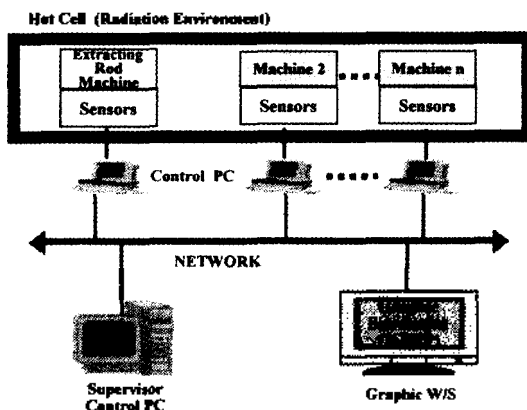 Hot Cell (Radiation Environment)
Extracting
Rod
Machine
Sensors
Machine 2
Sensors
Machine n
Sensors
Control PC
NETWORK
Supervisor
Control PC
Graphic W/S